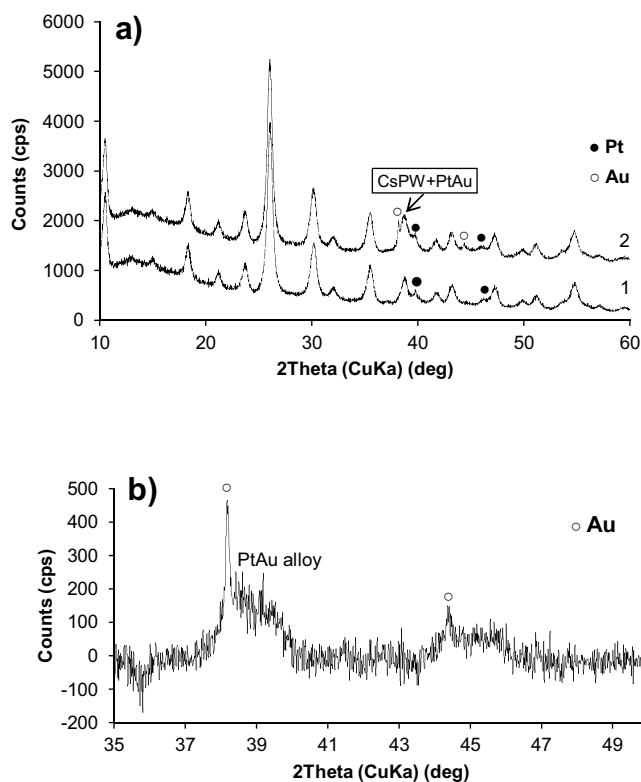 a)
6000
5000
4000
3000
2000
1000
0
Counts (cps)
CsPW+PtAu
● Pt
○ Au
2
1
10 20 30 40 50 60
2Theta (CuKa) (deg)
b)
500
400
300
200
100
0
-100
-200
Counts (cps)
PtAu alloy
○ Au
35 37 39 41 43 45 47 49
2Theta (CuKa) (deg)